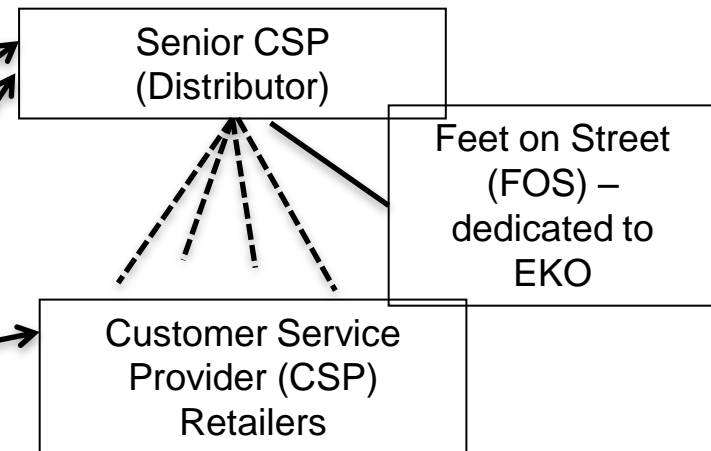 Senior CSP
(Distributor)
Feet on Street
(FOS) –
dedicated to
EKO
Customer Service
Provider (CSP)
Retailers